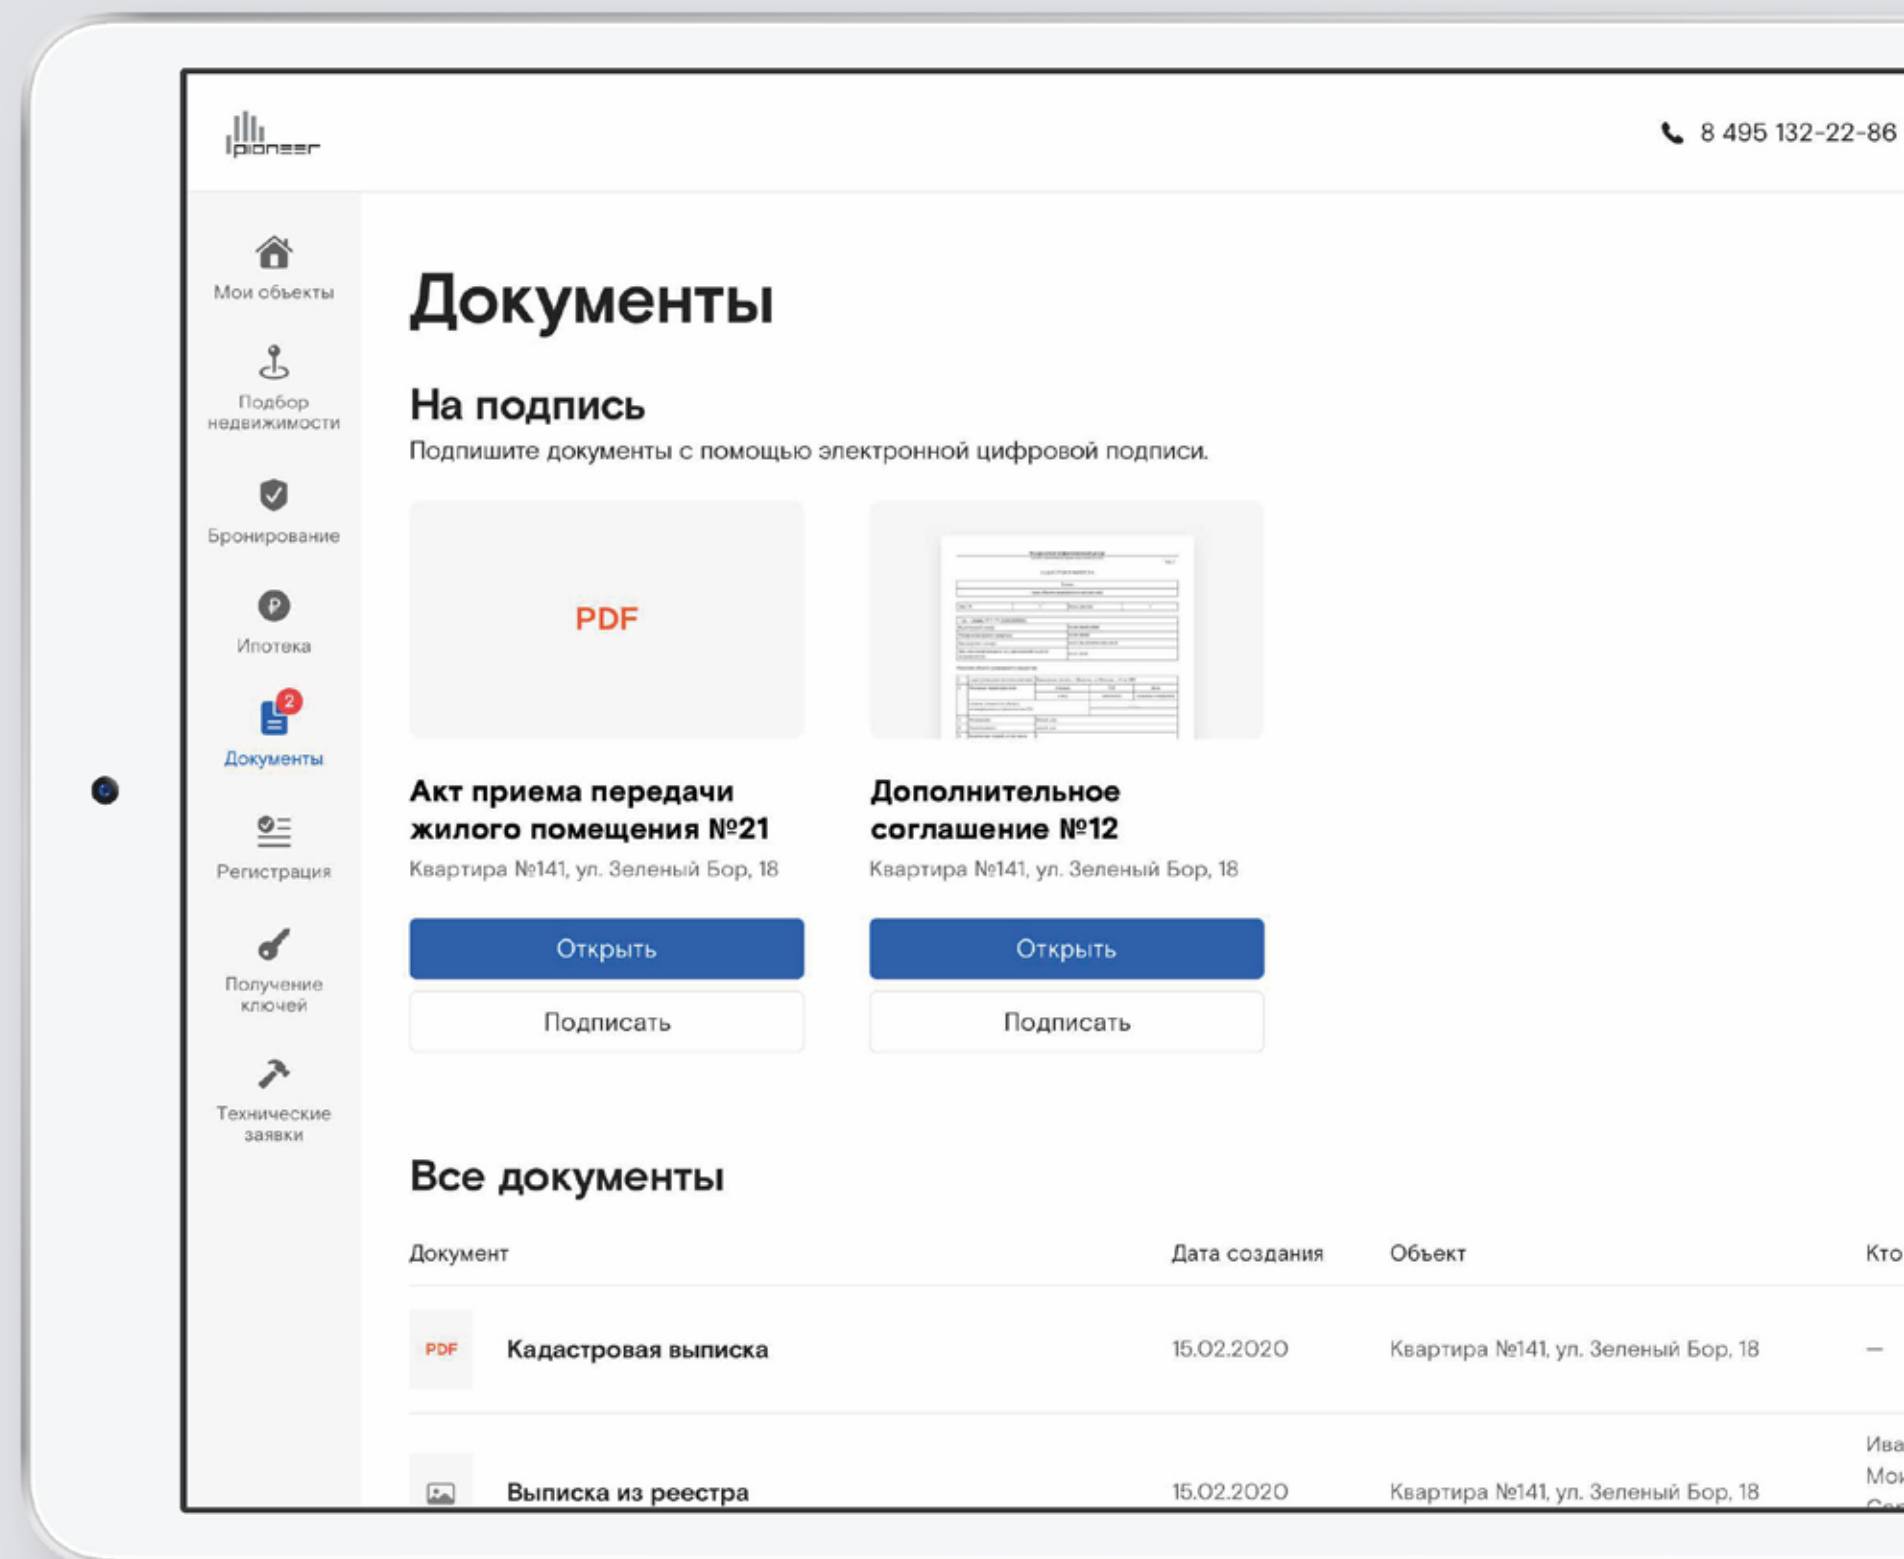 pioneer
8 495 132-22-86
Мои объекты
Подбор
недвижимости
Бронирование
Ипотека
2
Документы
Регистрация
Получение
ключей
Технические
заявки
Документы
На подпись
Подпишите документы с помощью электронной цифровой подписи.
PDF
Акт приема передачи
жилого помещения №21
Квартира №141, ул. Зеленый Бор, 18
Открыть
Подписать
Дополнительное
соглашение №12
Квартира №141, ул. Зеленый Бор, 18
Открыть
Подписать
Все документы
Документ Дата создания Объект Кто
PDF Кадастровая выписка 15.02.2020 Квартира №141, ул. Зеленый Бор, 18 —
Выписка из реестра 15.02.2020 Квартира №141, ул. Зеленый Бор, 18